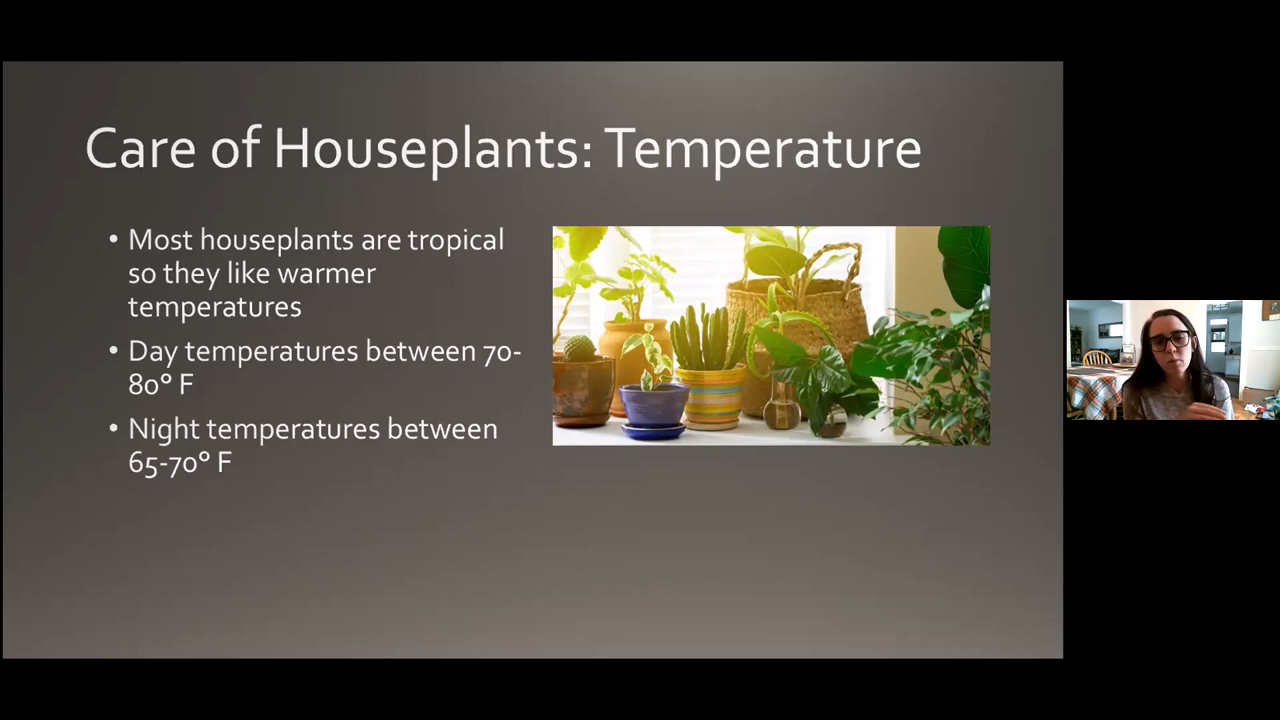 Care of Houseplants: Temperature
• Most houseplants are tropical
so they like warmer
temperatures
• Day temperatures between 70-
80° F
• Night temperatures between
65-70° F